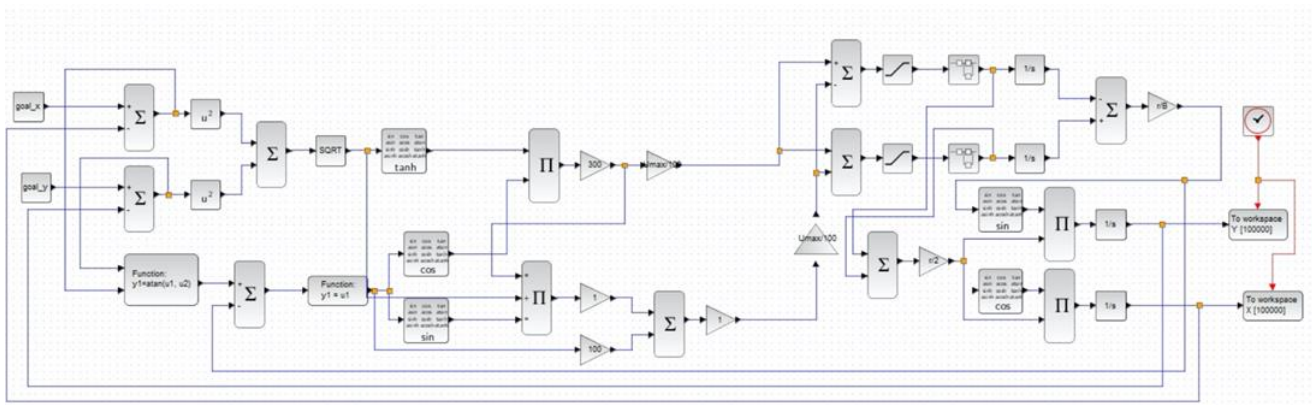 goal_x
goal_y
Σ
Σ
u²
u²
Σ
SQRT
tanh
Π
300
Umax/100
Function:
y1=atan(u1, u2)
Σ
Function:
y1 = u1
cos
sin
Π
1
100
Σ
1
Umax/100
Σ
Σ
1/s
1/s
Σ
r/B
Σ
r/2
sin
cos
Π
Π
1/s
1/s
To workspace
Y [100000]
To workspace
X [100000]